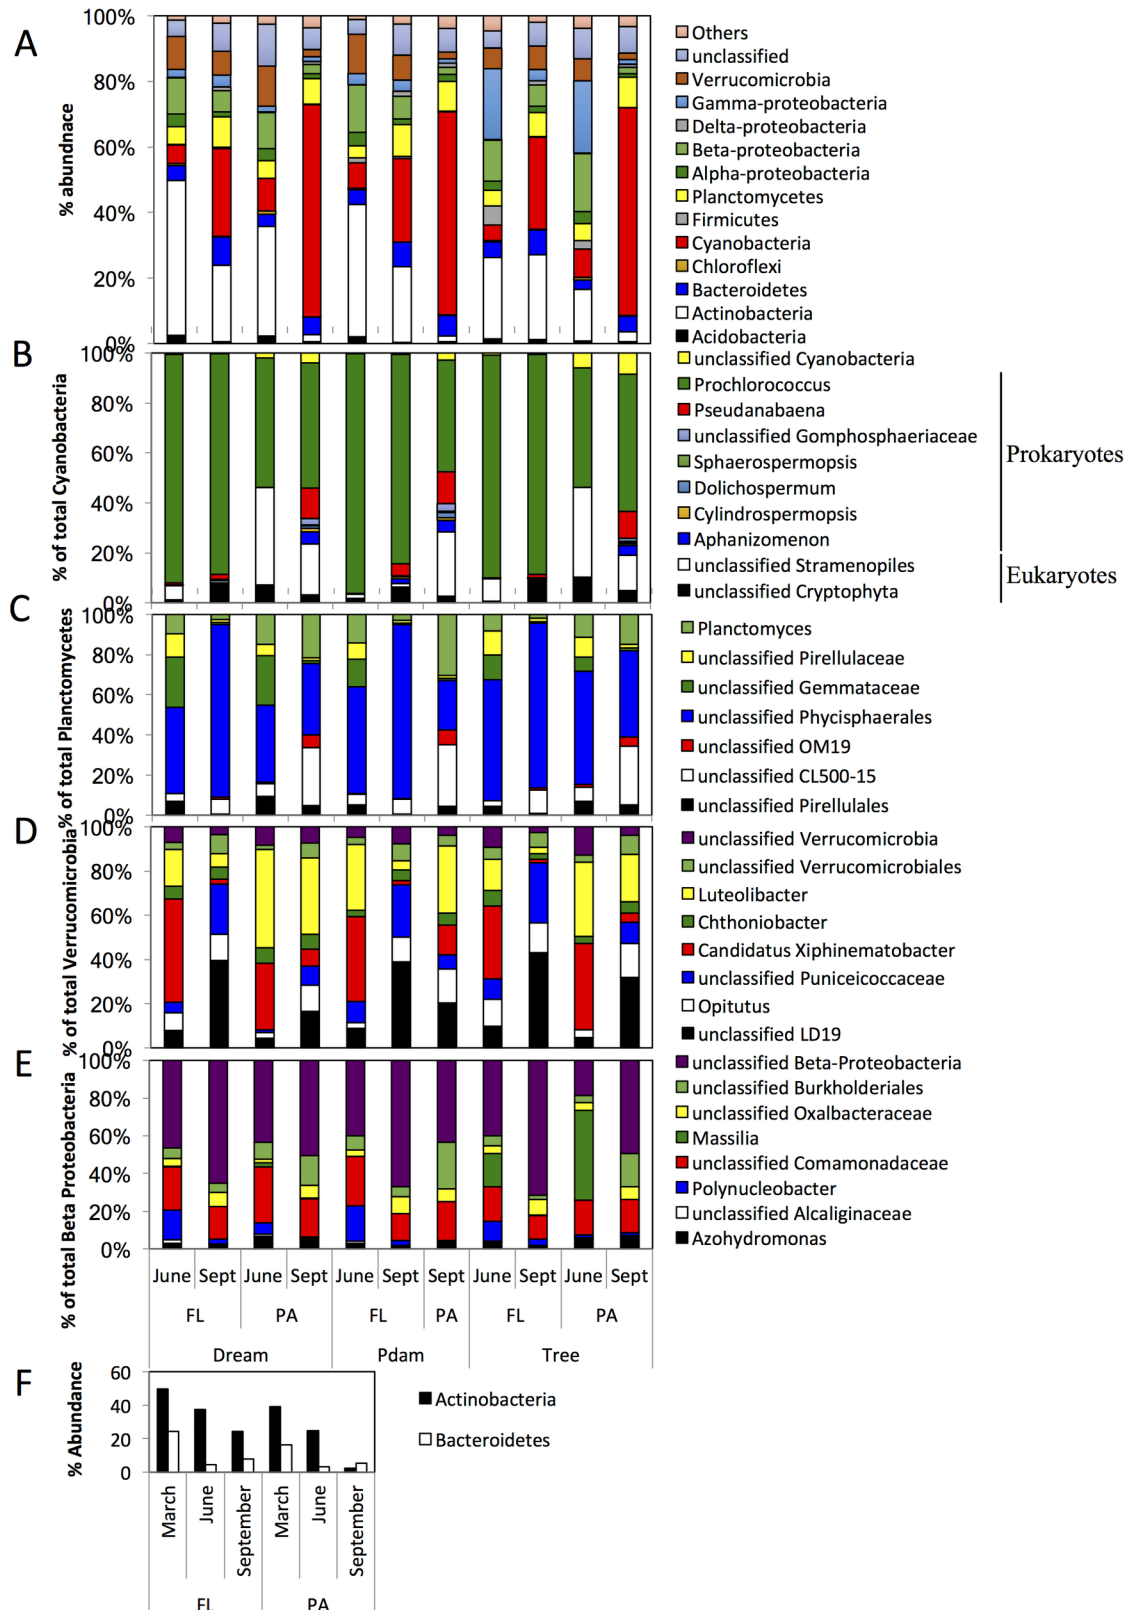 A
% abundnace
100%
80%
60%
40%
20%
0%
Others
unclassified
Verrucomicrobia
Gamma-proteobacteria
Delta-proteobacteria
Beta-proteobacteria
Alpha-proteobacteria
Planctomycetes
Firmicutes
Cyanobacteria
Chloroflexi
Bacteroidetes
Actinobacteria
Acidobacteria
B
% of total Cyanobacteria
100%
80%
60%
40%
20%
0%
unclassified Cyanobacteria
Prochlorococcus
Pseudanabaena
unclassified Gomphosphaeriaceae
Sphaerospermopsis
Dolichospermum
Cylindrospermopsis
Aphanizomenon
unclassified Stramenopiles
unclassified Cryptophyta
Prokaryotes
Eukaryotes
C
% of total Planctomycetes
100%
80%
60%
40%
20%
0%
Planctomyces
unclassified Pirellulaceae
unclassified Gemmataceae
unclassified Phycisphaerales
unclassified OM19
unclassified CL500-15
unclassified Pirellulales
D
% of total Verrucomicrobia
100%
80%
60%
40%
20%
0%
unclassified Verrucomicrobia
unclassified Verrucomicrobiales
Luteolibacter
Chthoniobacter
Candidatus Xiphinematobacter
unclassified Puniceicoccaceae
Opitutus
unclassified LD19
E
% of total Beta Proteobacteria
100%
80%
60%
40%
20%
0%
unclassified Beta-Proteobacteria
unclassified Burkholderiales
unclassified Oxalbacteraceae
Massilia
unclassified Comamonadaceae
Polynucleobacter
unclassified Alcaliginaceae
Azohydromonas
June Sept June Sept June Sept Sept June Sept June Sept
FL PA FL PA FL PA
Dream Pdam Tree
F
% Abundance
60
40
20
0
Actinobacteria
Bacteroidetes
March June September March June September
FL PA